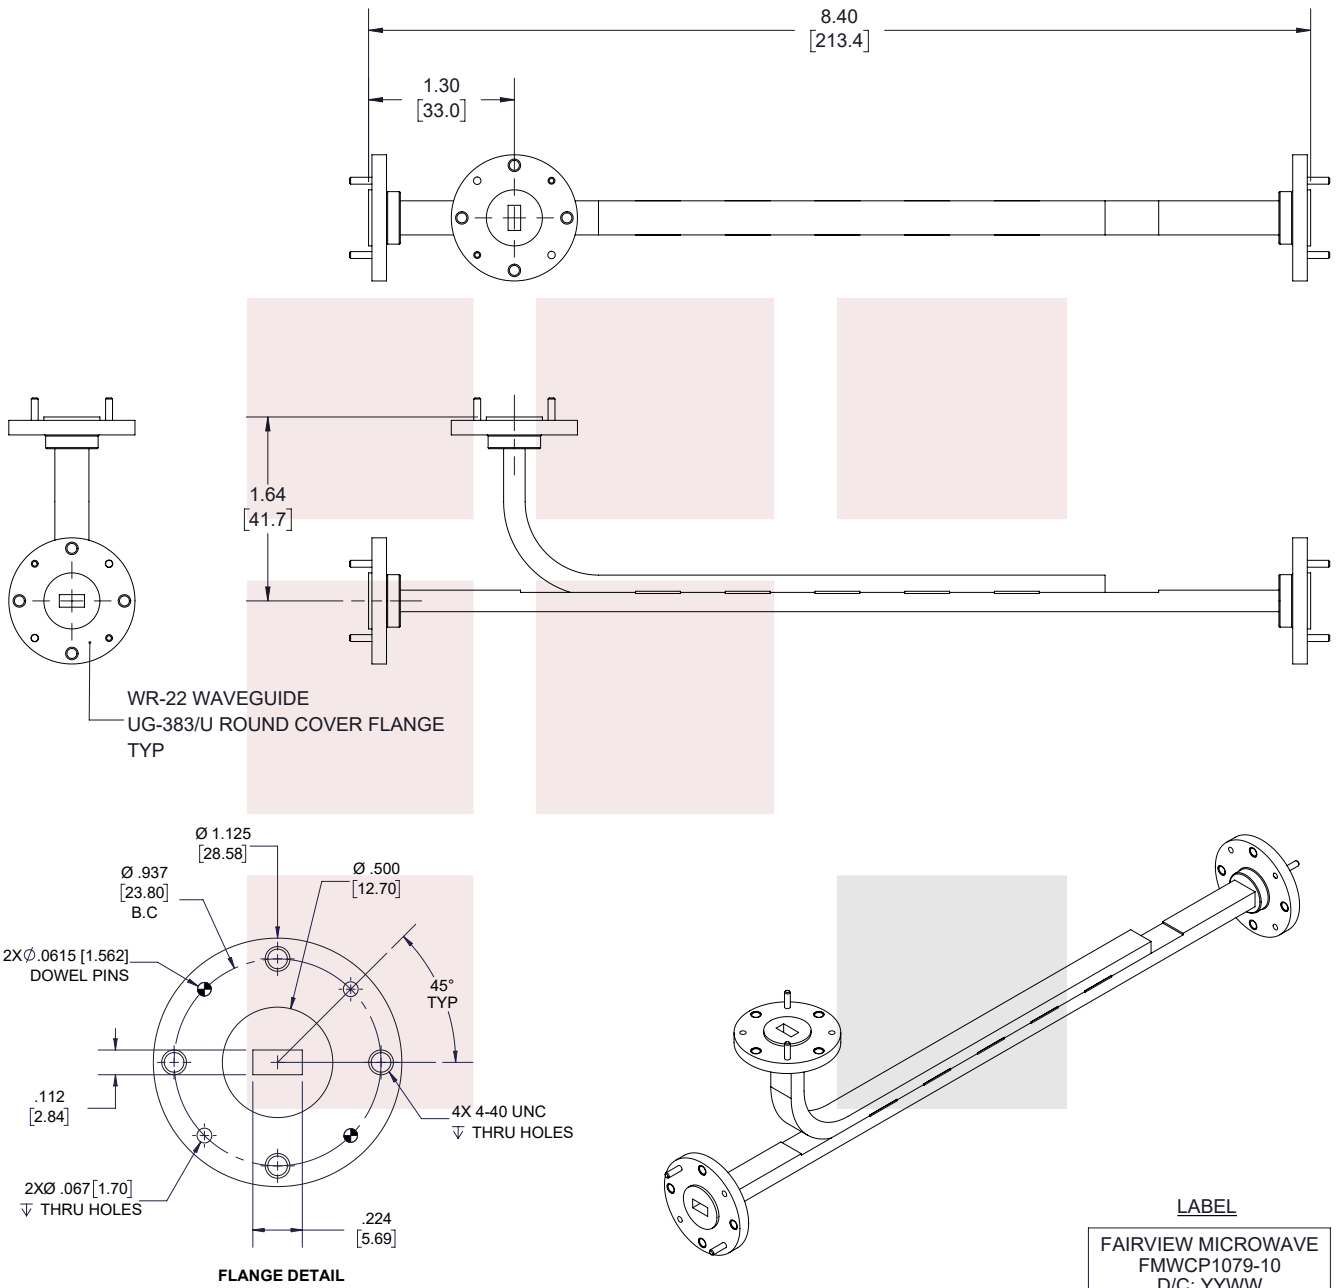 8.40
[213.4]
1.30
[33.0]
1.64
[41.7]
WR-22 WAVEGUIDE
UG-383/U ROUND COVER FLANGE
TYP
Ø 1.125
[28.58]
Ø .937
[23.80]
B.C
Ø .500
[12.70]
2X∅.0615 [1.562]
DOWEL PINS
45°
TYP
.112
[2.84]
4X 4-40 UNC
↧ THRU HOLES
2XØ .067[1.70]
↧ THRU HOLES
.224
[5.69]
FLANGE DETAIL
LABEL
FAIRVIEW MICROWAVE
FMWCP1079-10
D/C: YYWW